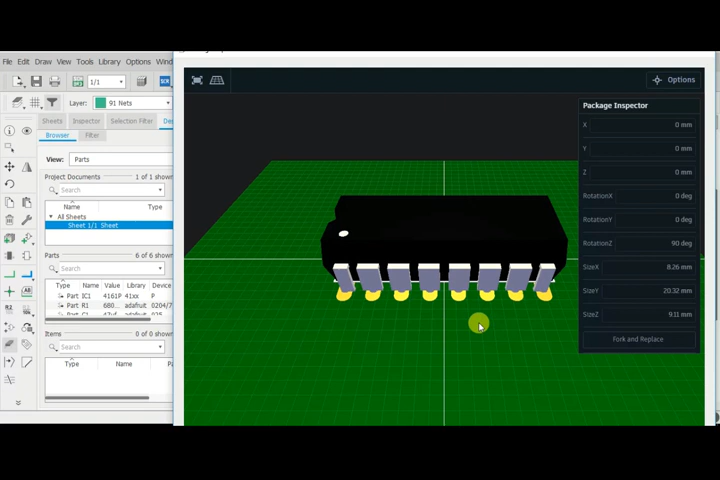 File Edit Draw View Parts Tools Library Options Wind
1/1
Layer: 91 Nets
Sheets Inspector Selection Filter Des
Browser Filter
View: Parts
Project Documents 1 of 1 shown
Search
Name Type
All Sheets
Sheet 1/1 Sheet
Parts 6 of 6 shown
Search
Type Name Value Library Device
Part IC1 4161P 41xx P
Part R1 680... adafruit 0204/7
Items 0 of 0 shown
Search
Type Name
Options
Package Inspector
X 0 mm
Y 0 mm
Z 0 mm
RotationX 0 deg
RotationY 0 deg
RotationZ 90 deg
SizeX 8.26 mm
SizeY 20.32 mm
SizeZ 9.11 mm
Fork and Replace